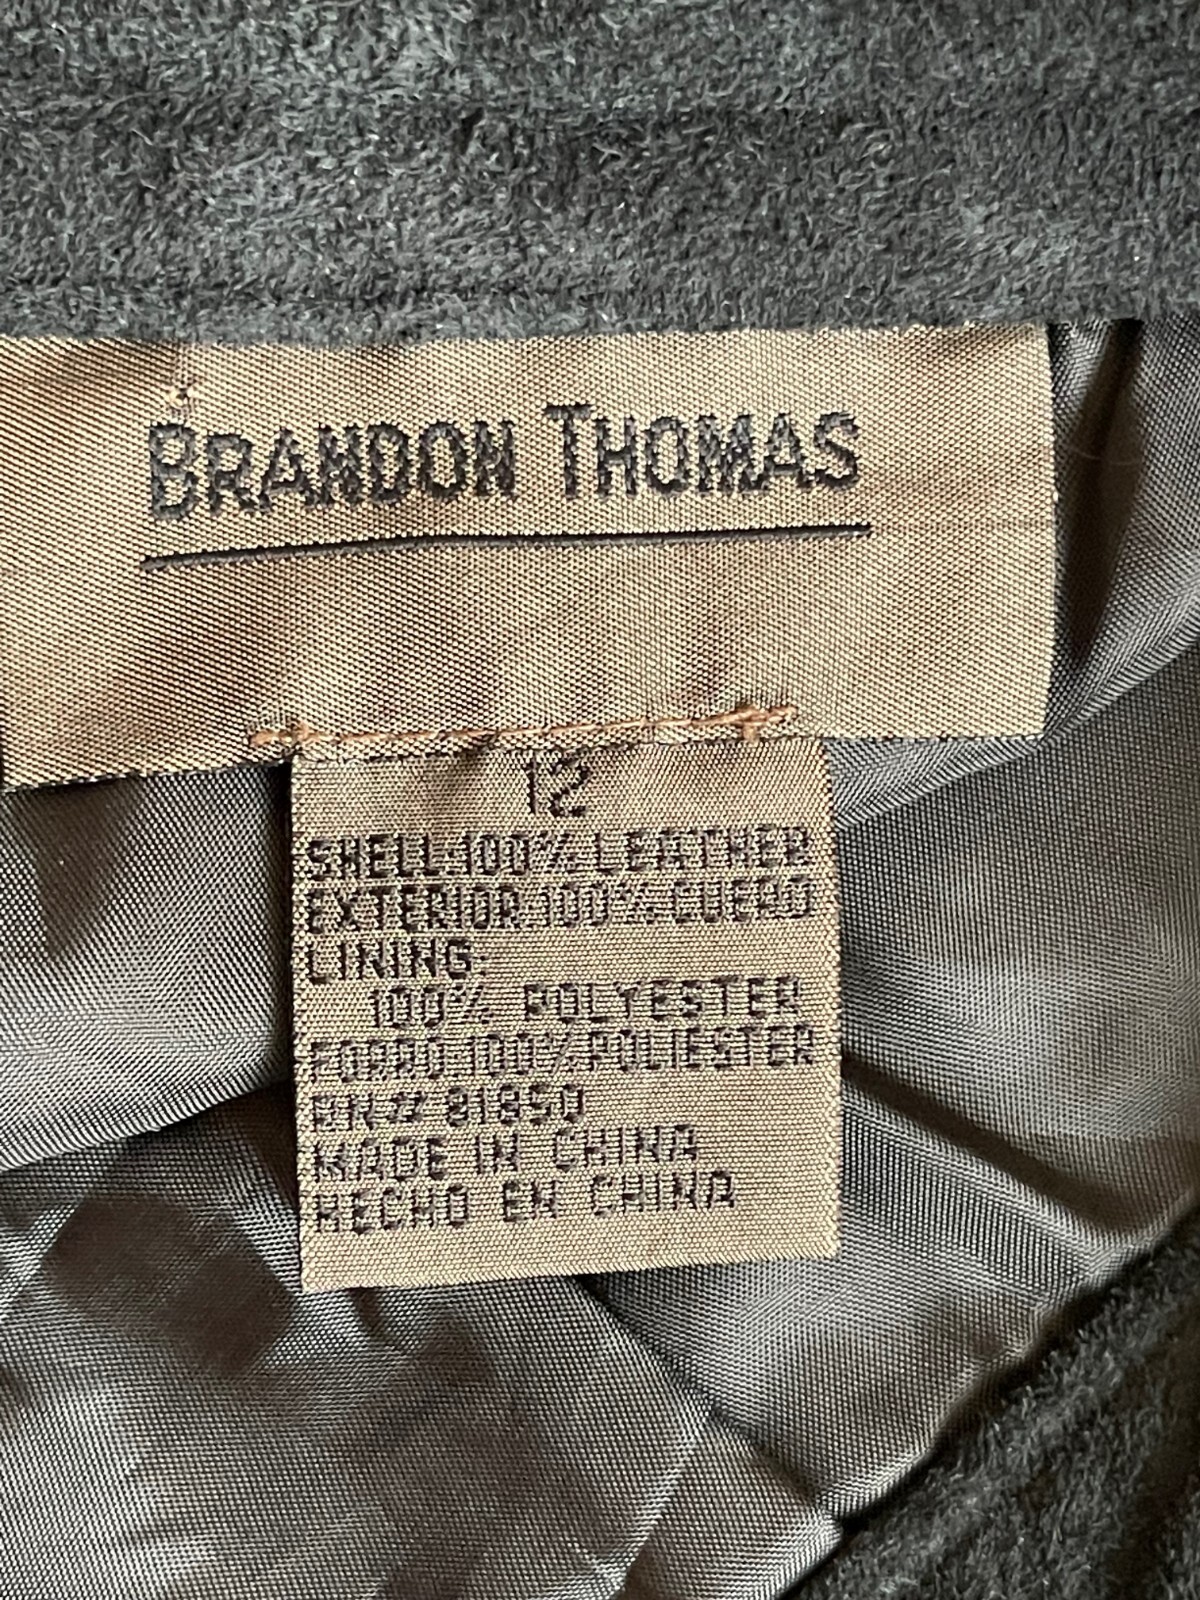 BRANDON THOMAS
12
SHELL:100% LEATHER
EXTERIOR:100% CUERO
LINING:
100% POLYESTER
FORRO:100% POLIESTER
RN# 81850
MADE IN CHINA
HECHO EN CHINA